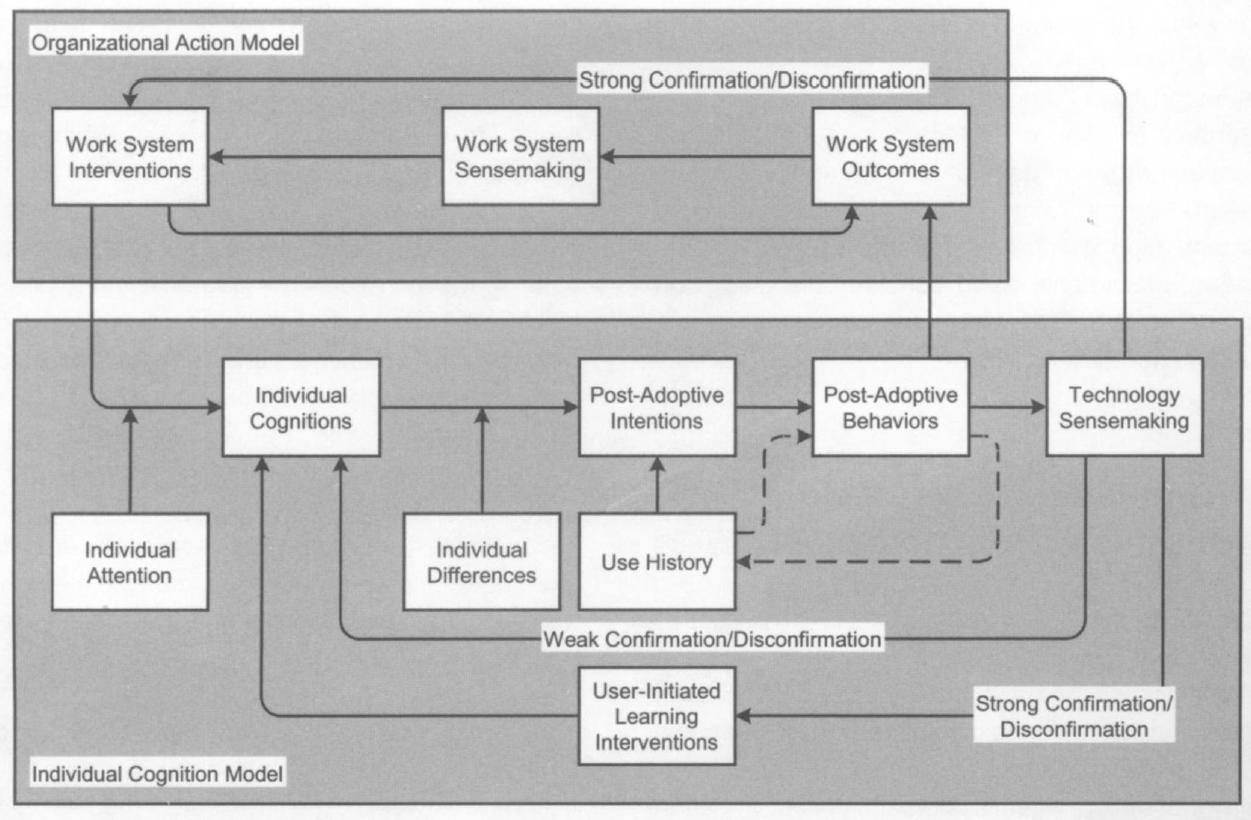 Organizational Action Model
Strong Confirmation/Disconfirmation
Work System
Interventions
Work System
Sensemaking
Work System
Outcomes
Individual
Cognitions
Post-Adoptive
Intentions
Post-Adoptive
Behaviors
Technology
Sensemaking
Individual
Attention
Individual
Differences
Use History
Weak Confirmation/Disconfirmation
User-Initiated
Learning
Interventions
Strong Confirmation/
Disconfirmation
Individual Cognition Model